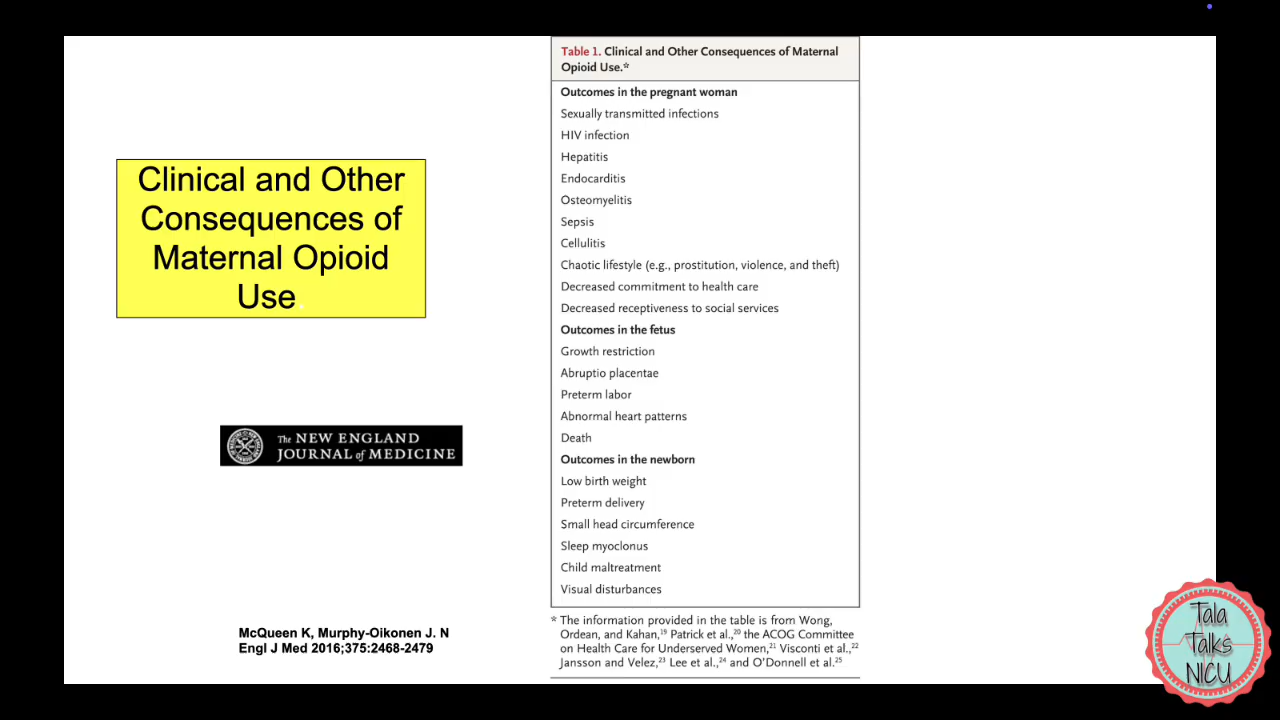 Clinical and Other
Consequences of
Maternal Opioid
Use.
The NEW ENGLAND
JOURNAL of MEDICINE
McQueen K, Murphy-Oikonen J. N
Engl J Med 2016;375:2468-2479
Table 1. Clinical and Other Consequences of Maternal
Opioid Use.*
Outcomes in the pregnant woman
Sexually transmitted infections
HIV infection
Hepatitis
Endocarditis
Osteomyelitis
Sepsis
Cellulitis
Chaotic lifestyle (e.g., prostitution, violence, and theft)
Decreased commitment to health care
Decreased receptiveness to social services
Outcomes in the fetus
Growth restriction
Abruptio placentae
Preterm labor
Abnormal heart patterns
Death
Outcomes in the newborn
Low birth weight
Preterm delivery
Small head circumference
Sleep myoclonus
Child maltreatment
Visual disturbances
* The information provided in the table is from Wong,
Ordean, and Kahan,19 Patrick et al.,20 the ACOG Committee
on Health Care for Underserved Women,21 Visconti et al.,22
Jansson and Velez,23 Lee et al.,24 and O'Donnell et al.25
Tala
Talks
NICU